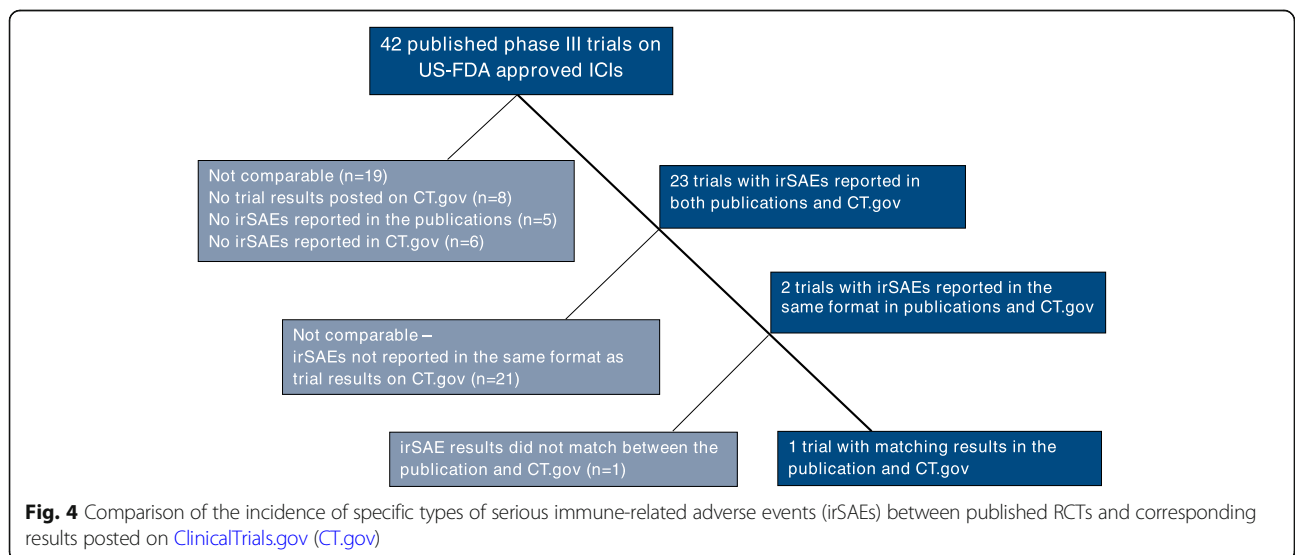 42 published phase III trials on
US-FDA approved ICIs
Not comparable (n=19)
No trial results posted on CT.gov (n=8)
No irSAEs reported in the publications (n=5)
No irSAEs reported in CT.gov (n=6)
23 trials with irSAEs reported in
both publications and CT.gov
2 trials with irSAEs reported in the
same format in publications and CT.gov
Not comparable –
irSAEs not reported in the same format as
trial results on CT.gov (n=21)
irSAE results did not match between the
publication and CT.gov (n=1)
1 trial with matching results in the
publication and CT.gov
Fig. 4 Comparison of the incidence of specific types of serious immune-related adverse events (irSAEs) between published RCTs and corresponding
results posted on ClinicalTrials.gov (CT.gov)